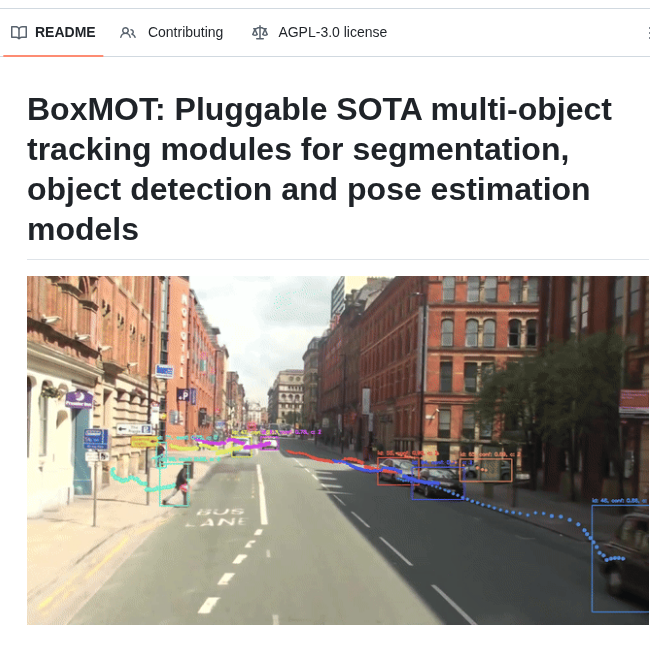 README Contributing AGPL-3.0 license
BoxMOT: Pluggable SOTA multi-object
tracking modules for segmentation,
object detection and pose estimation
models
P
BUS
LANE